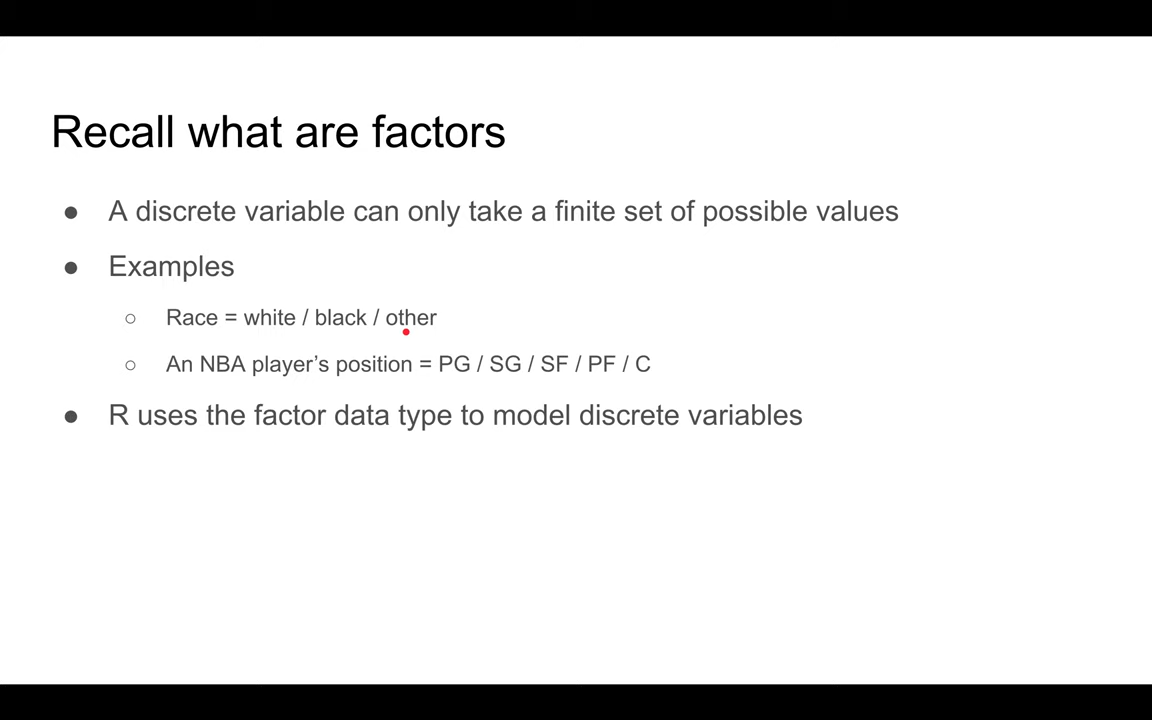 Recall what are factors
● A discrete variable can only take a finite set of possible values
● Examples
○ Race = white / black / other
○ An NBA player’s position = PG / SG / SF / PF / C
● R uses the factor data type to model discrete variables